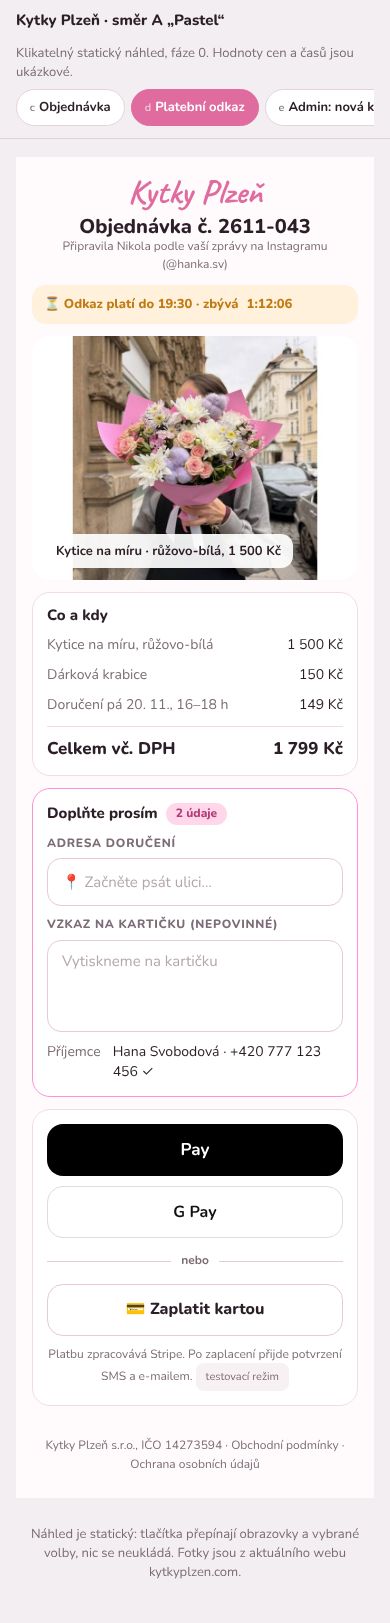 Kytky Plzeň · směr A „Pastel“
Klikatelný statický náhled, fáze 0. Hodnoty cen a časů jsou
ukázkové.
c Objednávka
d Platební odkaz
e Admin: nová k
Kytky Plzeň
Objednávka č. 2611-043
Připravila Nikola podle vaší zprávy na Instagramu
(@hanka.sv)
⏳ Odkaz platí do 19:30 · zbývá 1:12:06
Kytice na míru · růžovo-bílá, 1 500 Kč
Co a kdy
Kytice na míru, růžovo-bílá 1 500 Kč
Dárková krabice 150 Kč
Doručení pá 20. 11., 16–18 h 149 Kč
Celkem vč. DPH 1 799 Kč
Doplňte prosím 2 údaje
ADRESA DORUČENÍ
📍 Začněte psát ulici…
VZKAZ NA KARTIČKU (NEPOVINNÉ)
Vytiskneme na kartičku
Příjemce Hana Svobodová · +420 777 123
456 ✓
Pay
G Pay
nebo
💳 Zaplatit kartou
Platbu zpracovává Stripe. Po zaplacení přijde potvrzení
SMS a e-mailem. testovací režim
Kytky Plzeň s.r.o., IČO 14273594 · Obchodní podmínky ·
Ochrana osobních údajů
Náhled je statický: tlačítka přepínají obrazovky a vybrané
volby, nic se neukládá. Fotky jsou z aktuálního webu
kytkyplzen.com.